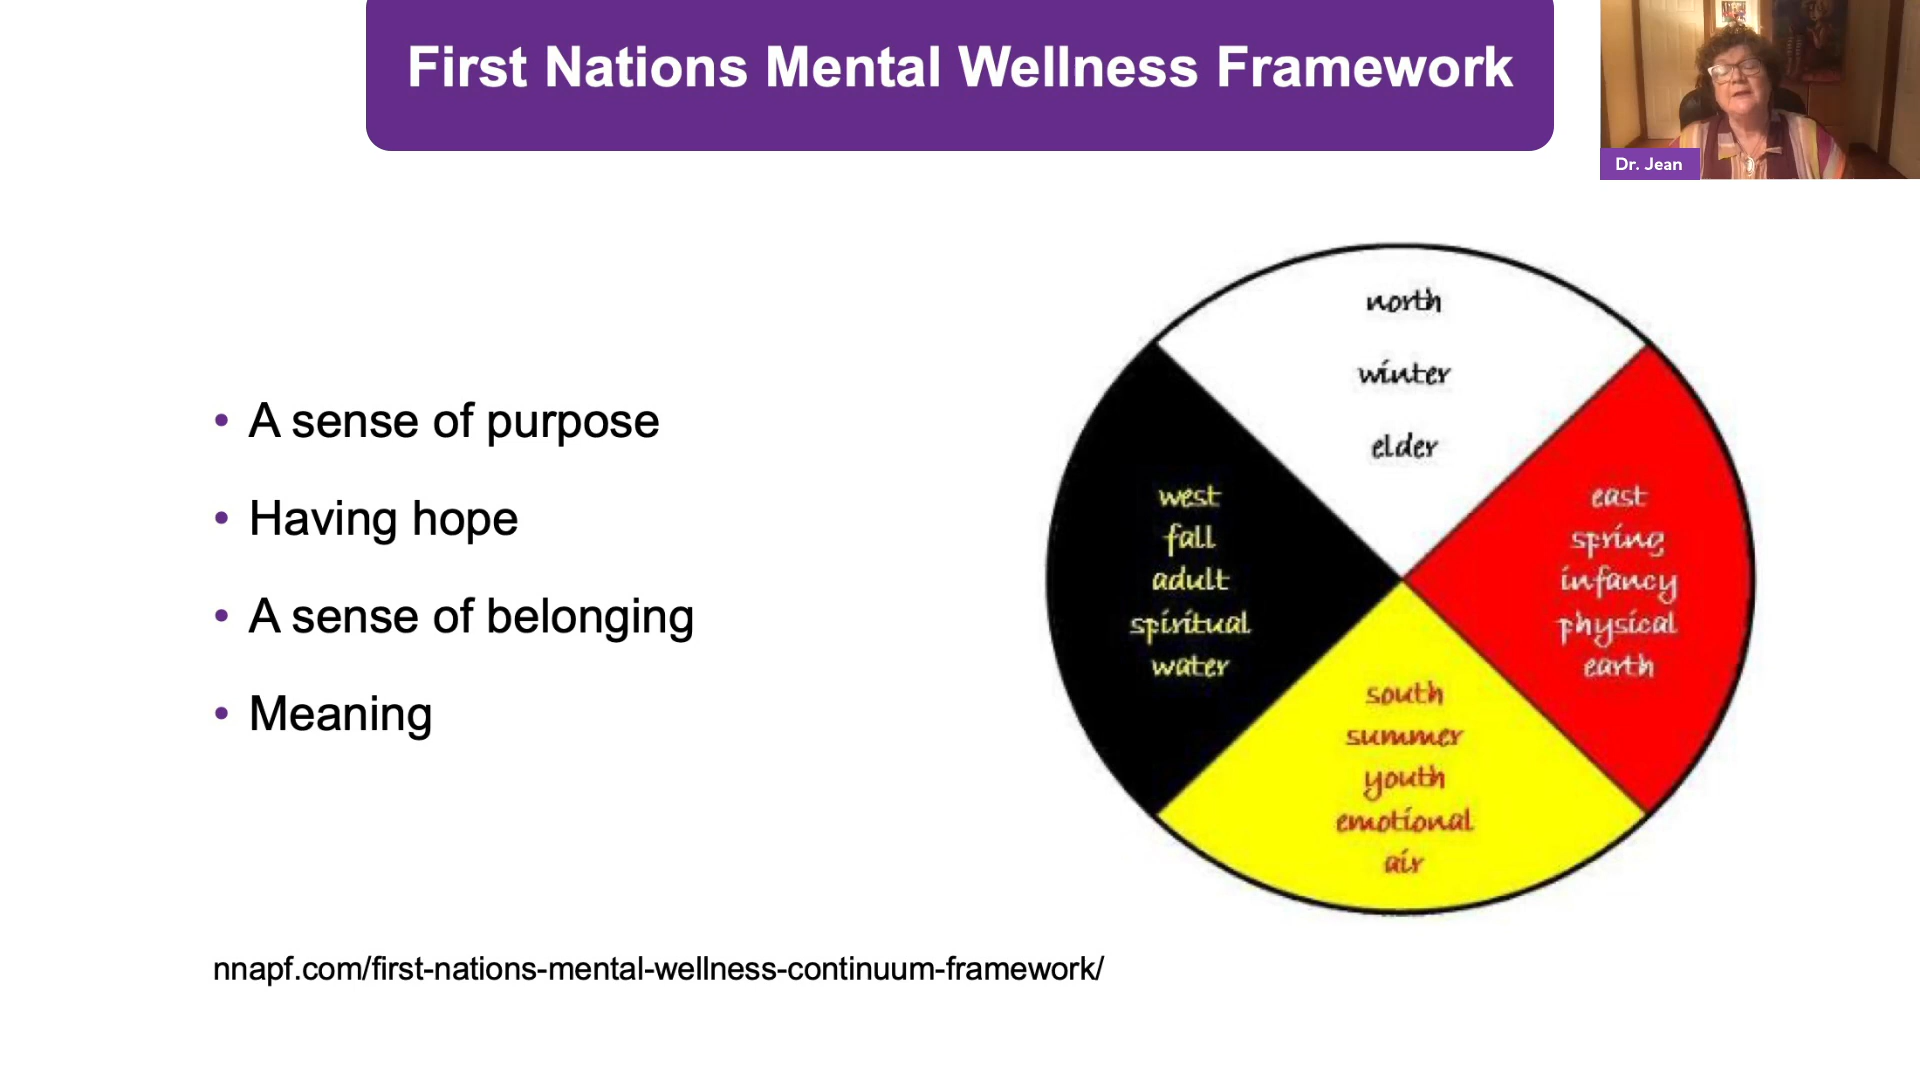 First Nations Mental Wellness Framework
Dr. Jean
• A sense of purpose
• Having hope
• A sense of belonging
• Meaning
north
winter
elder
west
fall
adult
spiritual
water
east
spring
infancy
physical
earth
south
summer
youth
emotional
air
nnapf.com/first-nations-mental-wellness-continuum-framework/